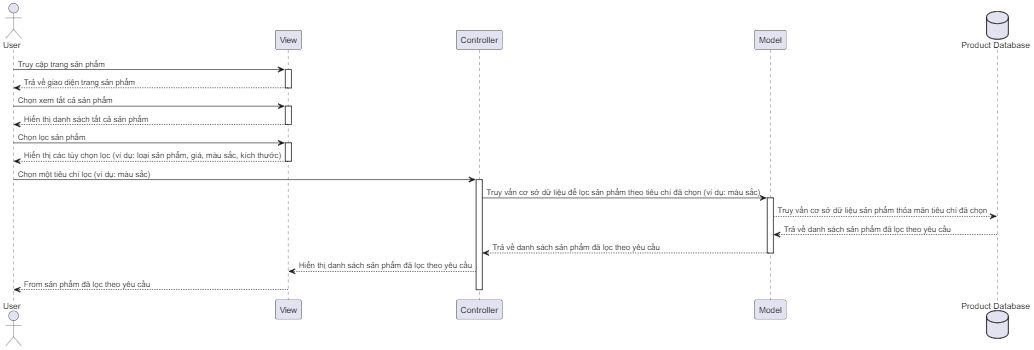 User
View
Controller
Model
Product Database
Truy cập trang sản phẩm
Trả về giao diện trang sản phẩm
Chọn xem tất cả sản phẩm
Hiển thị danh sách tất cả sản phẩm
Chọn lọc sản phẩm
Hiển thị các tùy chọn lọc (ví dụ: loại sản phẩm, giá, màu sắc, kích thước)
Chọn một tiêu chí lọc (ví dụ: màu sắc)
Truy vấn cơ sở dữ liệu để lọc sản phẩm theo tiêu chí đã chọn (ví dụ: màu sắc)
Truy vấn cơ sở dữ liệu sản phẩm thỏa mãn tiêu chí đã chọn
Trả về danh sách sản phẩm đã lọc theo yêu cầu
Trả về danh sách sản phẩm đã lọc theo yêu cầu
Hiển thị danh sách sản phẩm đã lọc theo yêu cầu
From sản phẩm đã lọc theo yêu cầu
User
View
Controller
Model
Product Database